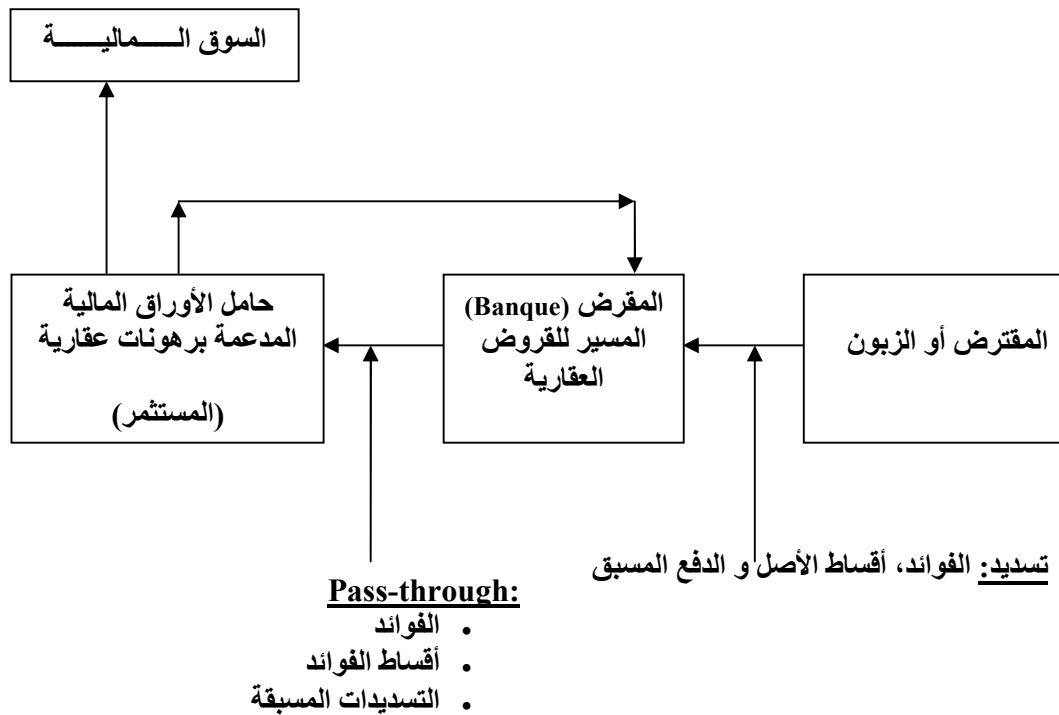 السوق الـــــماليــــــة
المقترض أو الزبون
المقرض (Banque)
المسير للقروض
العقارية
حامل الأوراق المالية
المدعمة برهونات عقارية
(المستثمر)
تسديد: الفوائد، أقساط الأصل و الدفع المسبق
Pass-through:
• الفوائد
• أقساط الفوائد
• التسديدات المسبقة